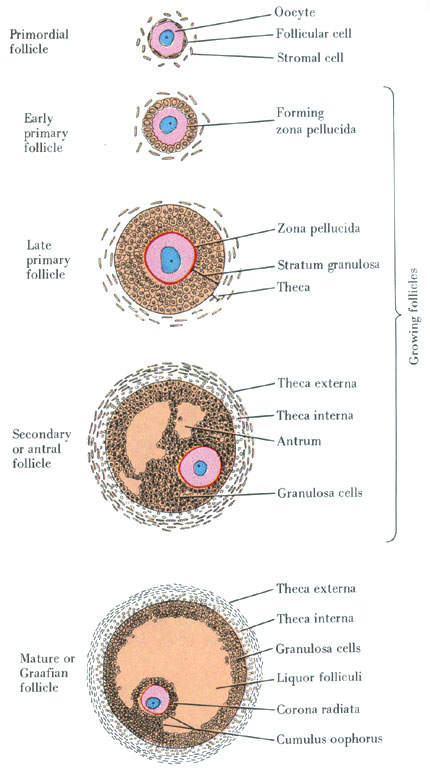 Primordial
follicle
Oocyte
Follicular cell
Stromal cell
Early
primary
follicle
Forming
zona pellucida
Late
primary
follicle
Zona pellucida
Stratum granulosa
Theca
Growing follicles
Secondary
or antral
follicle
Theca externa
Theca interna
Antrum
Granulosa cells
Mature or
Graafian
follicle
Theca externa
Theca interna
Granulosa cells
Liquor folliculi
Corona radiata
Cumulus oophorus